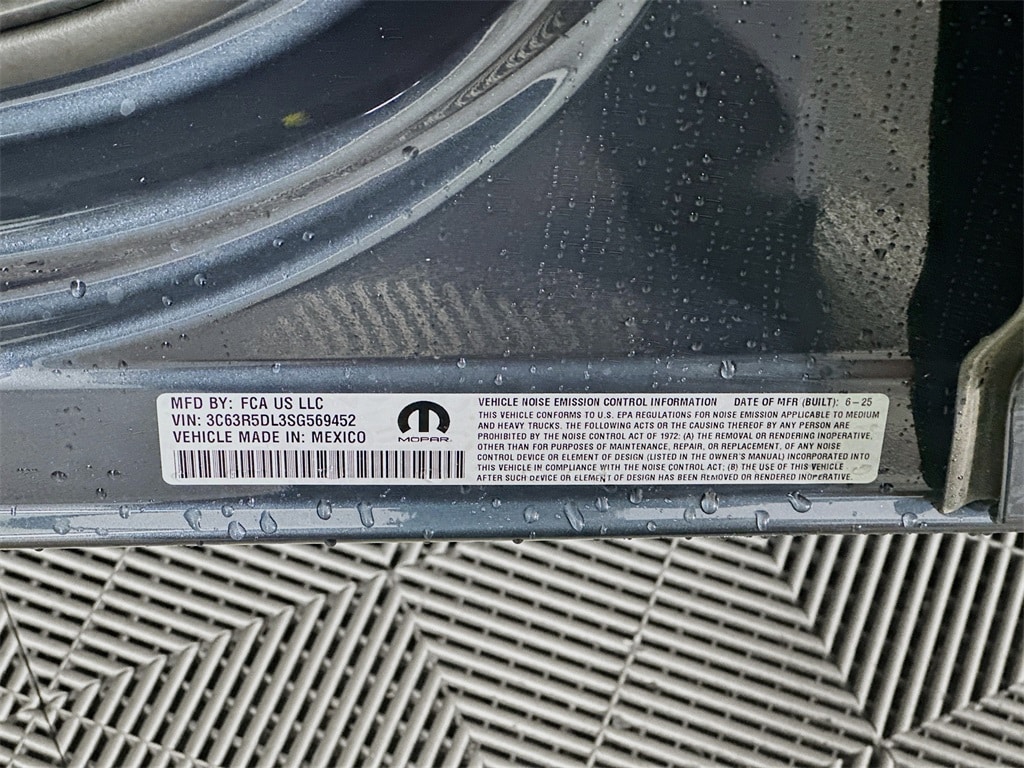 MFD BY: FCA US LLC
VIN: 3C63R5DL3SG569452
VEHICLE MADE IN: MEXICO
MOPAR
VEHICLE NOISE EMISSION CONTROL INFORMATION DATE OF MFR (BUILT): 6-25
THIS VEHICLE CONFORMS TO U.S. EPA REGULATIONS FOR NOISE EMISSION APPLICABLE TO MEDIUM
AND HEAVY TRUCKS. THE FOLLOWING ACTS OR THE CAUSING THEREOF BY ANY PERSON ARE
PROHIBITED BY THE NOISE CONTROL ACT OF 1972: (A) THE REMOVAL OR RENDERING INOPERATIVE,
OTHER THAN FOR PURPOSES OF MAINTENANCE, REPAIR, OR REPLACEMENT, OF ANY NOISE
CONTROL DEVICE OR ELEMENT OF DESIGN (LISTED IN THE OWNER'S MANUAL) INCORPORATED INTO
THIS VEHICLE IN COMPLIANCE WITH THE NOISE CONTROL ACT; (B) THE USE OF THIS VEHICLE
AFTER SUCH DEVICE OR ELEMENT OF DESIGN HAS BEEN REMOVED OR RENDERED INOPERATIVE.